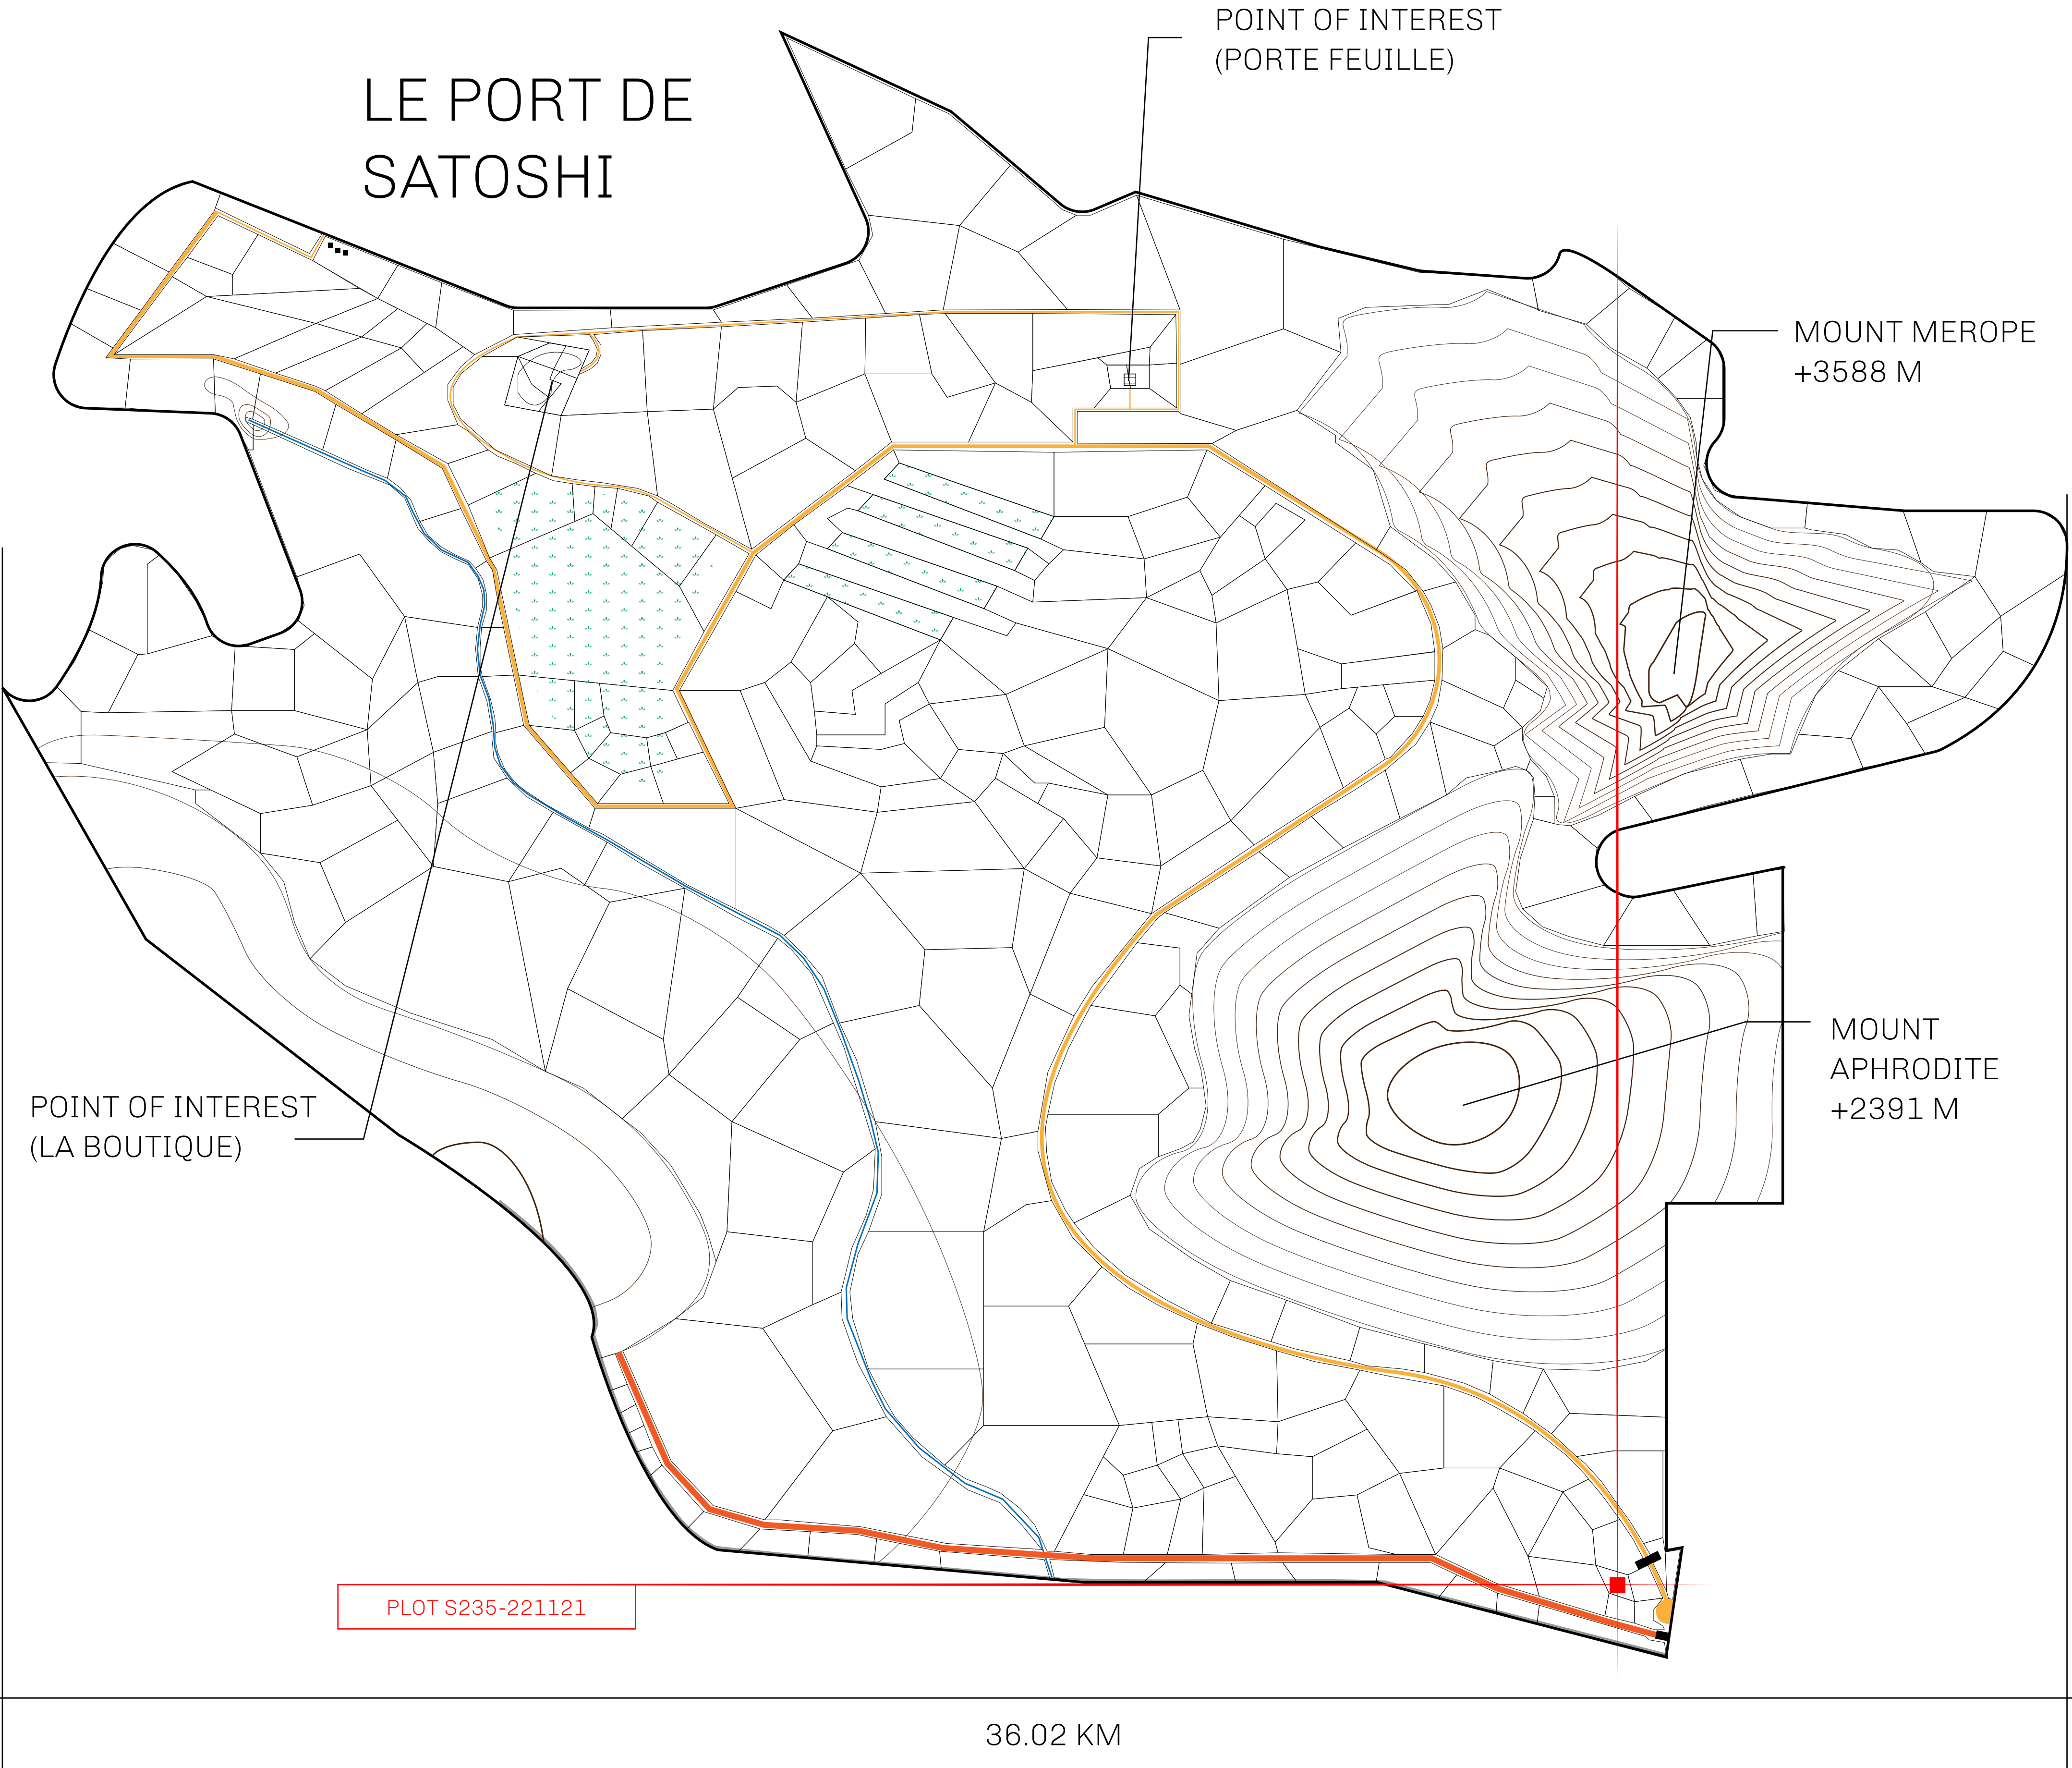 POINT OF INTEREST
(PORTE FEUILLE)
LE PORT DE
SATOSHI
MOUNT MEROPE
+3588 M
MOUNT
APHRODITE
+2391 M
POINT OF INTEREST
(LA BOUTIQUE)
PLOT S235-221121
36.02 KM